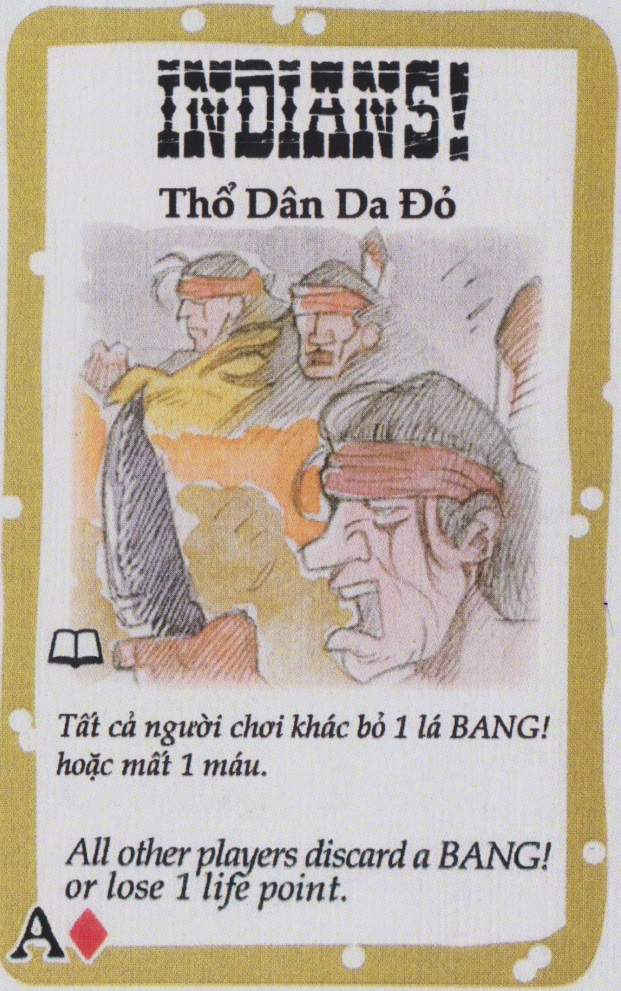 INDIANS!
Thổ Dân Da Đỏ
Tất cả người chơi khác bỏ 1 lá BANG!
hoặc mất 1 máu.
All other players discard a BANG!
or lose 1 life point.
A